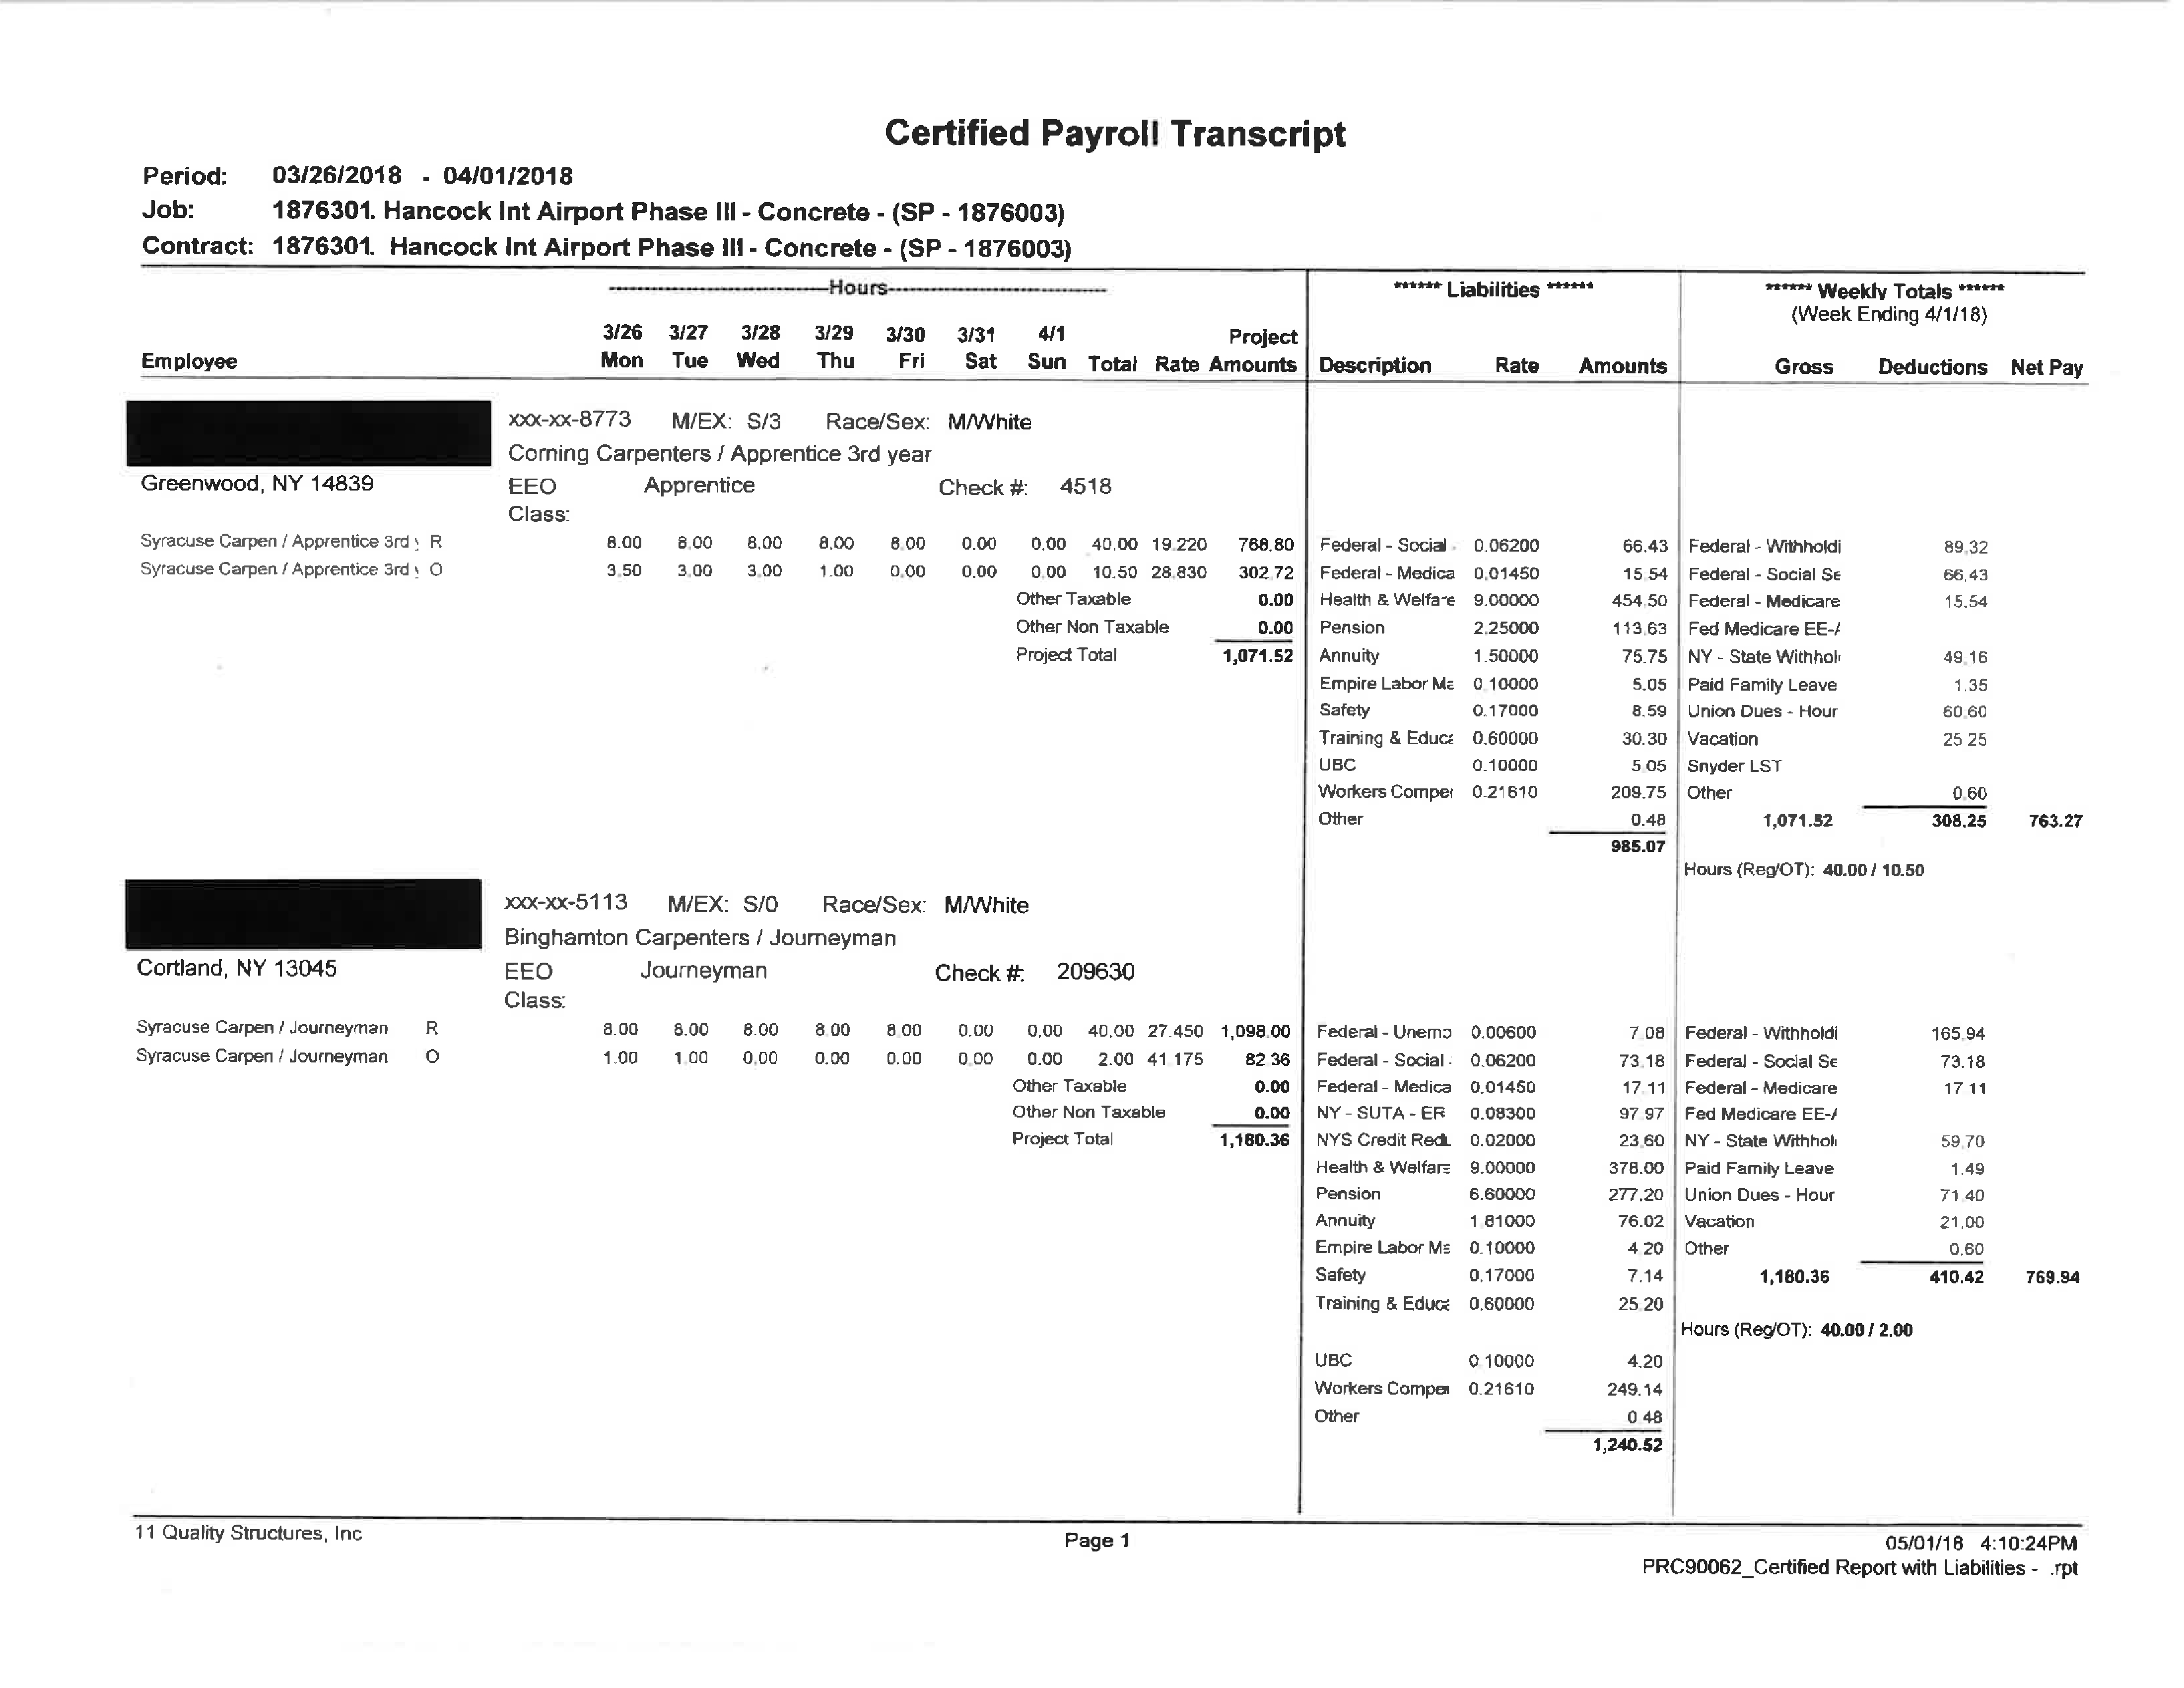 Certified Payroll Transcript
Period: 03/26/2018 - 04/01/2018
Job: 1876301. Hancock Int Airport Phase III - Concrete - (SP - 1876003)
Contract: 1876301. Hancock Int Airport Phase III - Concrete - (SP - 1876003)
Hours ****** Liabilities ****** ****** Weekly Totals ******
(Week Ending 4/1/18)
3/26 3/27 3/28 3/29 3/30 3/31 4/1 Project
Employee Mon Tue Wed Thu Fri Sat Sun Total Rate Amounts Description Rate Amounts Gross Deductions Net Pay
xxx-xx-8773 M/EX: S/3 Race/Sex: M/White
Corning Carpenters / Apprentice 3rd year
Greenwood, NY 14839 EEO Apprentice Check #: 4518
Class:
Syracuse Carpen / Apprentice 3rd y R 8.00 8.00 8.00 8.00 8.00 0.00 0.00 40.00 19.220 768.80 Federal - Social 0.06200 66.43 Federal - Withholdi 89.32
Syracuse Carpen / Apprentice 3rd y O 3.50 3.00 3.00 1.00 0.00 0.00 0.00 10.50 28.830 302.72 Federal - Medica 0.01450 15.54 Federal - Social Se 66.43
Other Taxable 0.00 Health & Welfare 9.00000 454.50 Federal - Medicare 15.54
Other Non Taxable 0.00 Pension 2.25000 113.63 Fed Medicare EE-A
Project Total 1,071.52 Annuity 1.50000 75.75 NY - State Withhol 49.16
Empire Labor Ma 0.10000 5.05 Paid Family Leave 1.35
Safety 0.17000 8.59 Union Dues - Hour 60.60
Training & Educa 0.60000 30.30 Vacation 25.25
UBC 0.10000 5.05 Snyder LST
Workers Comper 0.21610 209.75 Other 0.60
Other 0.48 1,071.52 308.25 763.27
985.07
Hours (Reg/OT): 40.00 / 10.50
xxx-xx-5113 M/EX: S/0 Race/Sex: M/White
Binghamton Carpenters / Journeyman
Cortland, NY 13045 EEO Journeyman Check #: 209630
Class:
Syracuse Carpen / Journeyman R 8.00 8.00 8.00 8.00 8.00 0.00 0.00 40.00 27.450 1,098.00 Federal - Unemp 0.00600 7.08 Federal - Withholdi 165.94
Syracuse Carpen / Journeyman O 1.00 1.00 0.00 0.00 0.00 0.00 0.00 2.00 41.175 82.36 Federal - Social 0.06200 73.18 Federal - Social Se 73.18
Other Taxable 0.00 Federal - Medica 0.01450 17.11 Federal - Medicare 17.11
Other Non Taxable 0.00 NY - SUTA - ER 0.08300 97.97 Fed Medicare EE-A
Project Total 1,180.36 NYS Credit Redu 0.02000 23.60 NY - State Withhol 59.70
Health & Welfare 9.00000 378.00 Paid Family Leave 1.49
Pension 6.60000 277.20 Union Dues - Hour 71.40
Annuity 1.81000 76.02 Vacation 21.00
Empire Labor Ma 0.10000 4.20 Other 0.60
Safety 0.17000 7.14 1,180.36 410.42 769.94
Training & Educa 0.60000 25.20
Hours (Reg/OT): 40.00 / 2.00
UBC 0.10000 4.20
Workers Comper 0.21610 249.14
Other 0.48
1,240.52
11 Quality Structures, Inc Page 1 05/01/18 4:10:24PM
PRC90062_Certified Report with Liabilities - .rpt